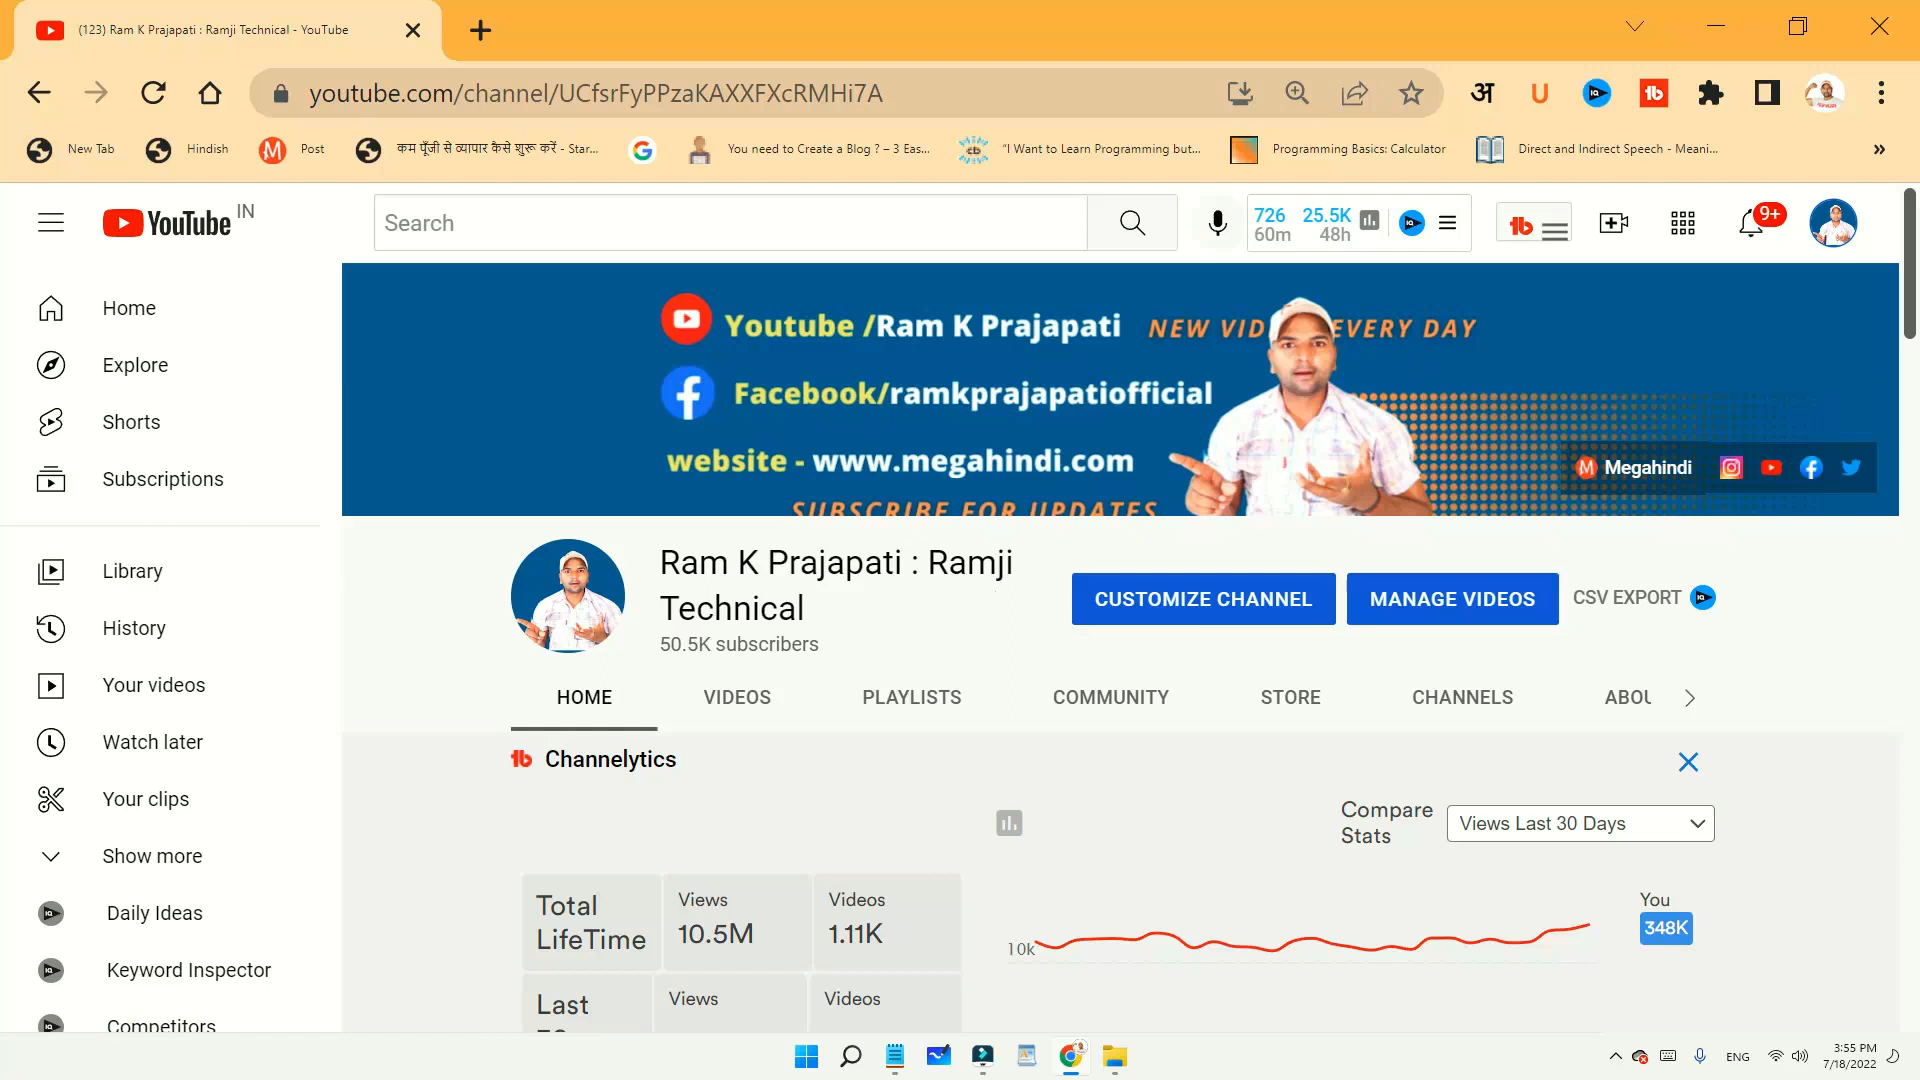 (123) Ram K Prajapati : Ramji Technical - YouTube
youtube.com/channel/UCfsrFyPPzaKAXXFXcRMHi7A
अ U
New Tab Hindish Post कम पूँजी से व्यापार कैसे शुरू करें - Star... You need to Create a Blog ? – 3 Eas... "I Want to Learn Programming but... Programming Basics: Calculator Direct and Indirect Speech - Meani... »
YouTube IN
Search
726 25.5K
60m 48h
9+
Home
Explore
Shorts
Subscriptions
Library
History
Your videos
Watch later
Your clips
Show more
Daily Ideas
Keyword Inspector
Competitors
Youtube /Ram K Prajapati
NEW VID EVERY DAY
Facebook/ramkprajapatiofficial
website - www.megahindi.com
SUBSCRIBE FOR UPDATES
Megahindi
Ram K Prajapati : Ramji
Technical
50.5K subscribers
CUSTOMIZE CHANNEL MANAGE VIDEOS CSV EXPORT
HOME VIDEOS PLAYLISTS COMMUNITY STORE CHANNELS ABOU
Channelytics
Compare
Stats
Views Last 30 Days
Total
LifeTime
Views
10.5M
Videos
1.11K
10k
You
348K
Last
Views
Videos
ENG
3:55 PM
7/18/2022